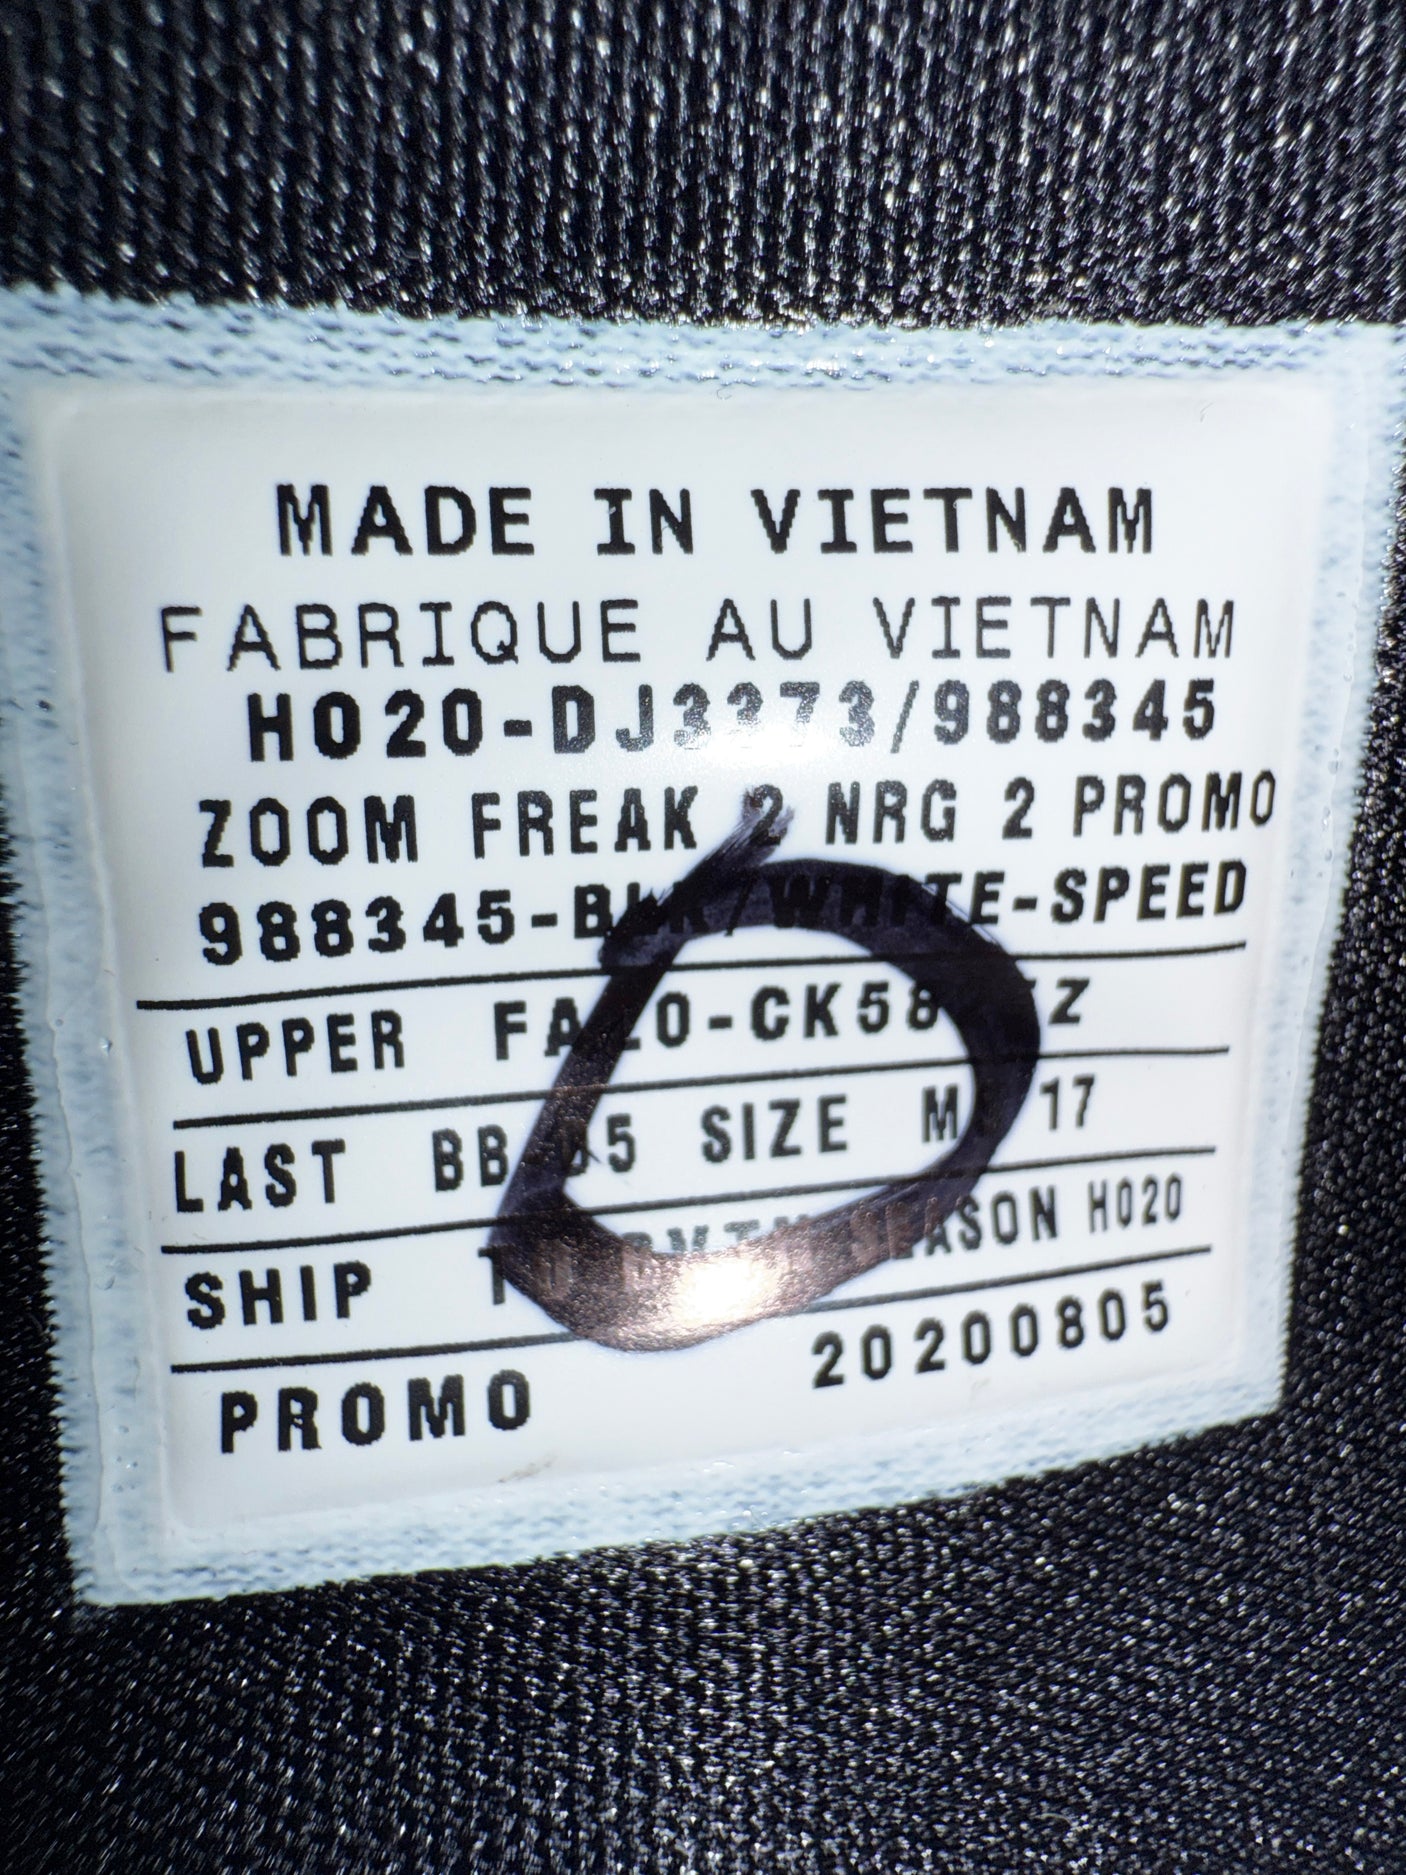 MADE IN VIETNAM
FABRIQUE AU VIETNAM
HO20-DJ3273/988345
ZOOM FREAK 2 NRG 2 PROMO
988345-BLK/WHITE-SPEED
UPPER
LAST SIZE 17
SHIP TO SEASON HO20
PROMO 20200805